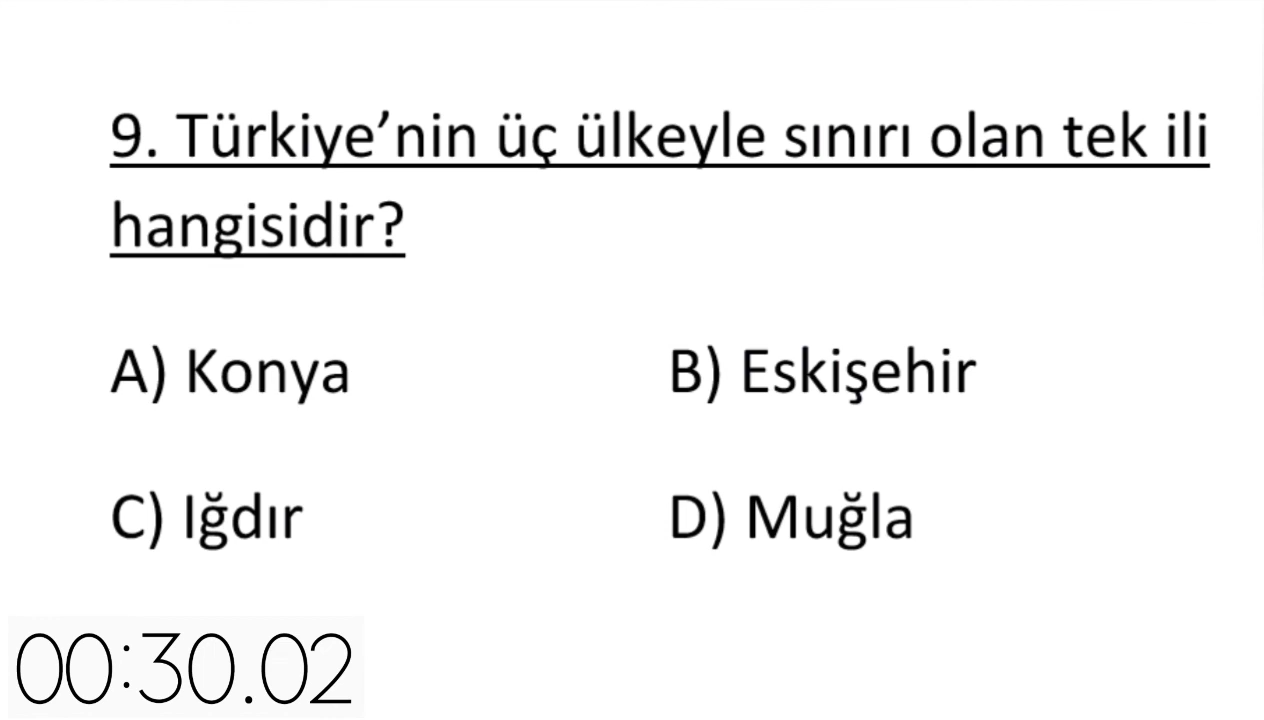 9. Türkiye’nin üç ülkeyle sınırı olan tek ili
hangisidir?
A) Konya B) Eskişehir
C) Iğdır D) Muğla
00:30.02